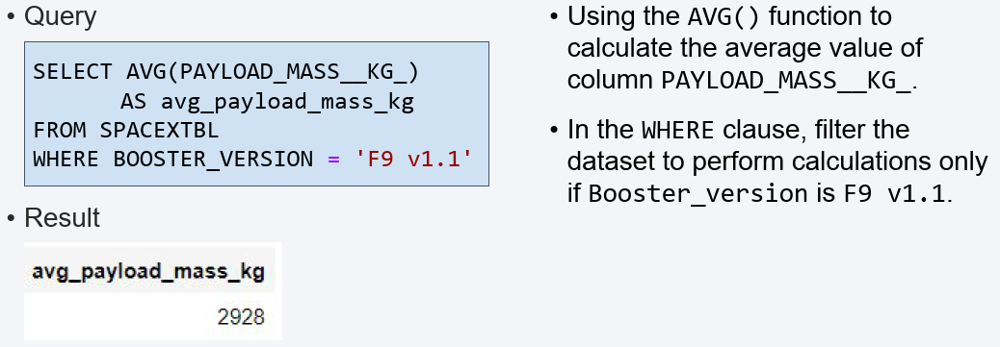 • Query
SELECT AVG(PAYLOAD_MASS__KG_)
AS avg_payload_mass_kg
FROM SPACEXTBL
WHERE BOOSTER_VERSION = 'F9 v1.1'
• Result
avg_payload_mass_kg
2928
• Using the AVG() function to
calculate the average value of
column PAYLOAD_MASS__KG_.
• In the WHERE clause, filter the
dataset to perform calculations only
if Booster_version is F9 v1.1.